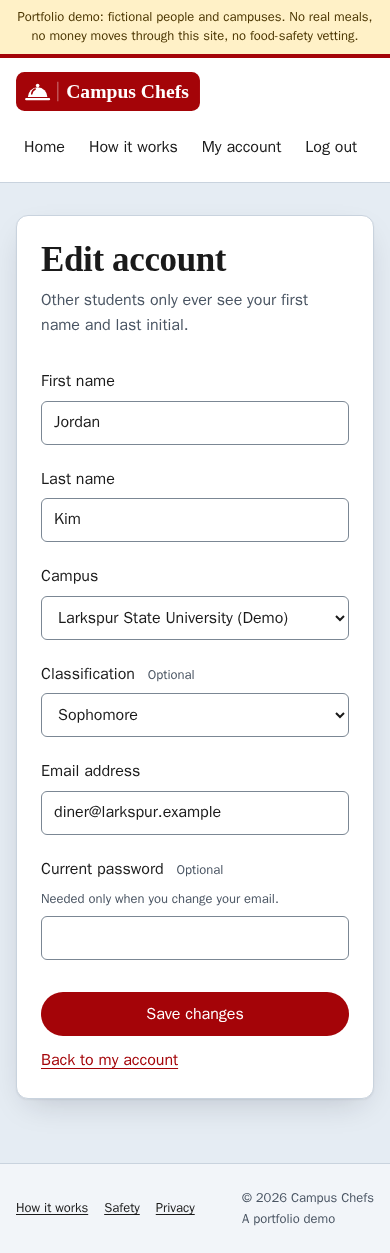 Portfolio demo: fictional people and campuses. No real meals,
no money moves through this site, no food-safety vetting.
Campus Chefs
Home How it works My account Log out
Edit account
Other students only ever see your first
name and last initial.
First name
Jordan
Last name
Kim
Campus
Larkspur State University (Demo)
Classification Optional
Sophomore
Email address
diner@larkspur.example
Current password Optional
Needed only when you change your email.
Save changes
Back to my account
How it works Safety Privacy
© 2026 Campus Chefs
A portfolio demo